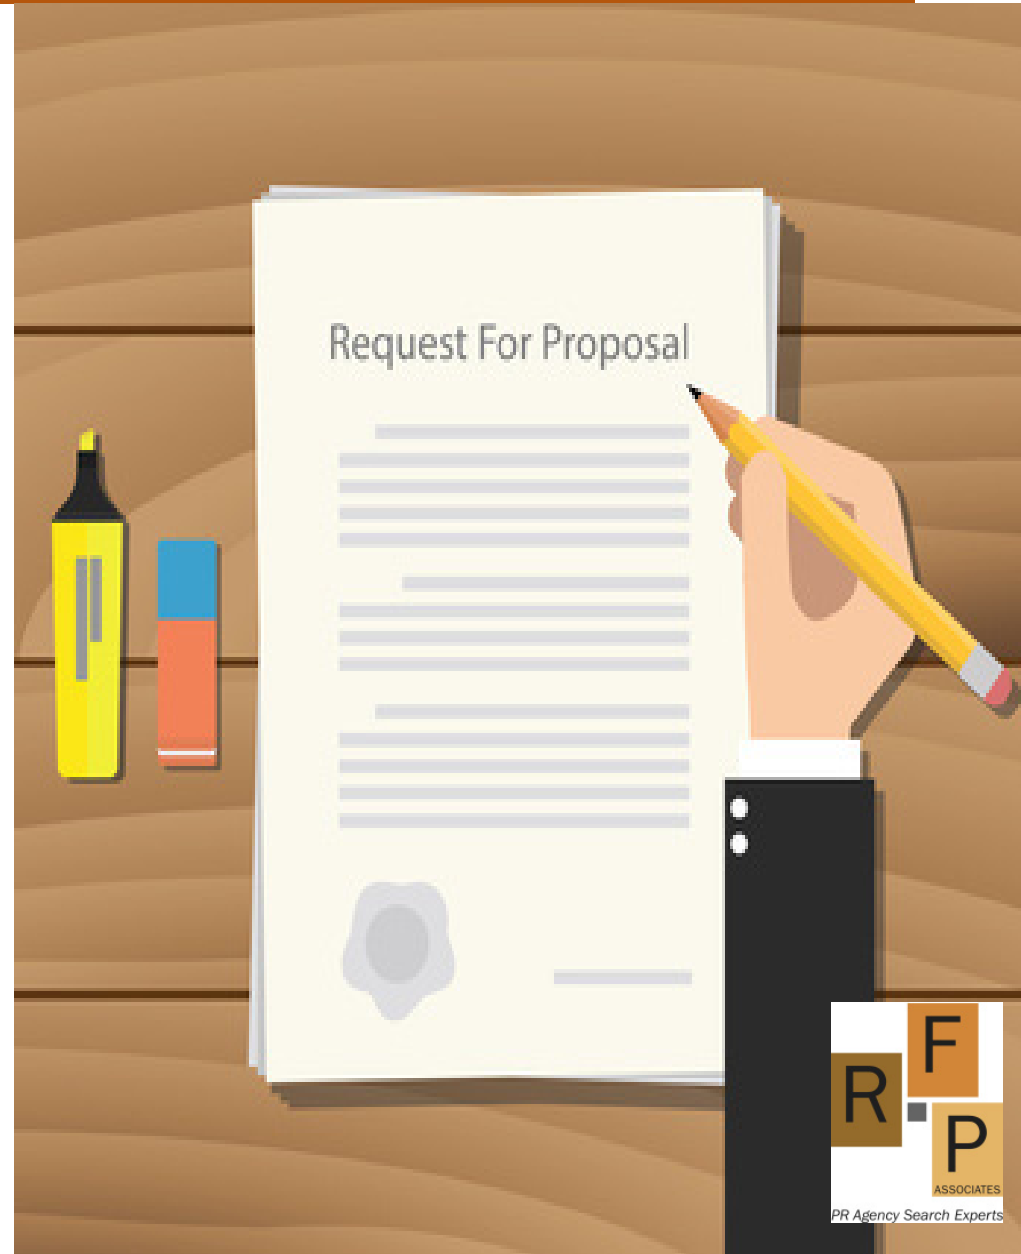 Request For Proposal
F
R
P
ASSOCIATES
PR Agency Search Experts